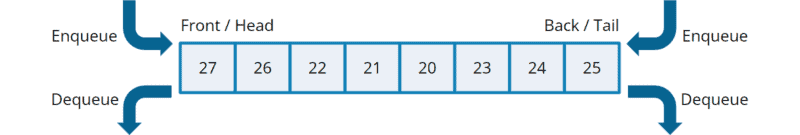 Front / Head Back / Tail
Enqueue Enqueue
27 26 22 21 20 23 24 25
Dequeue Dequeue